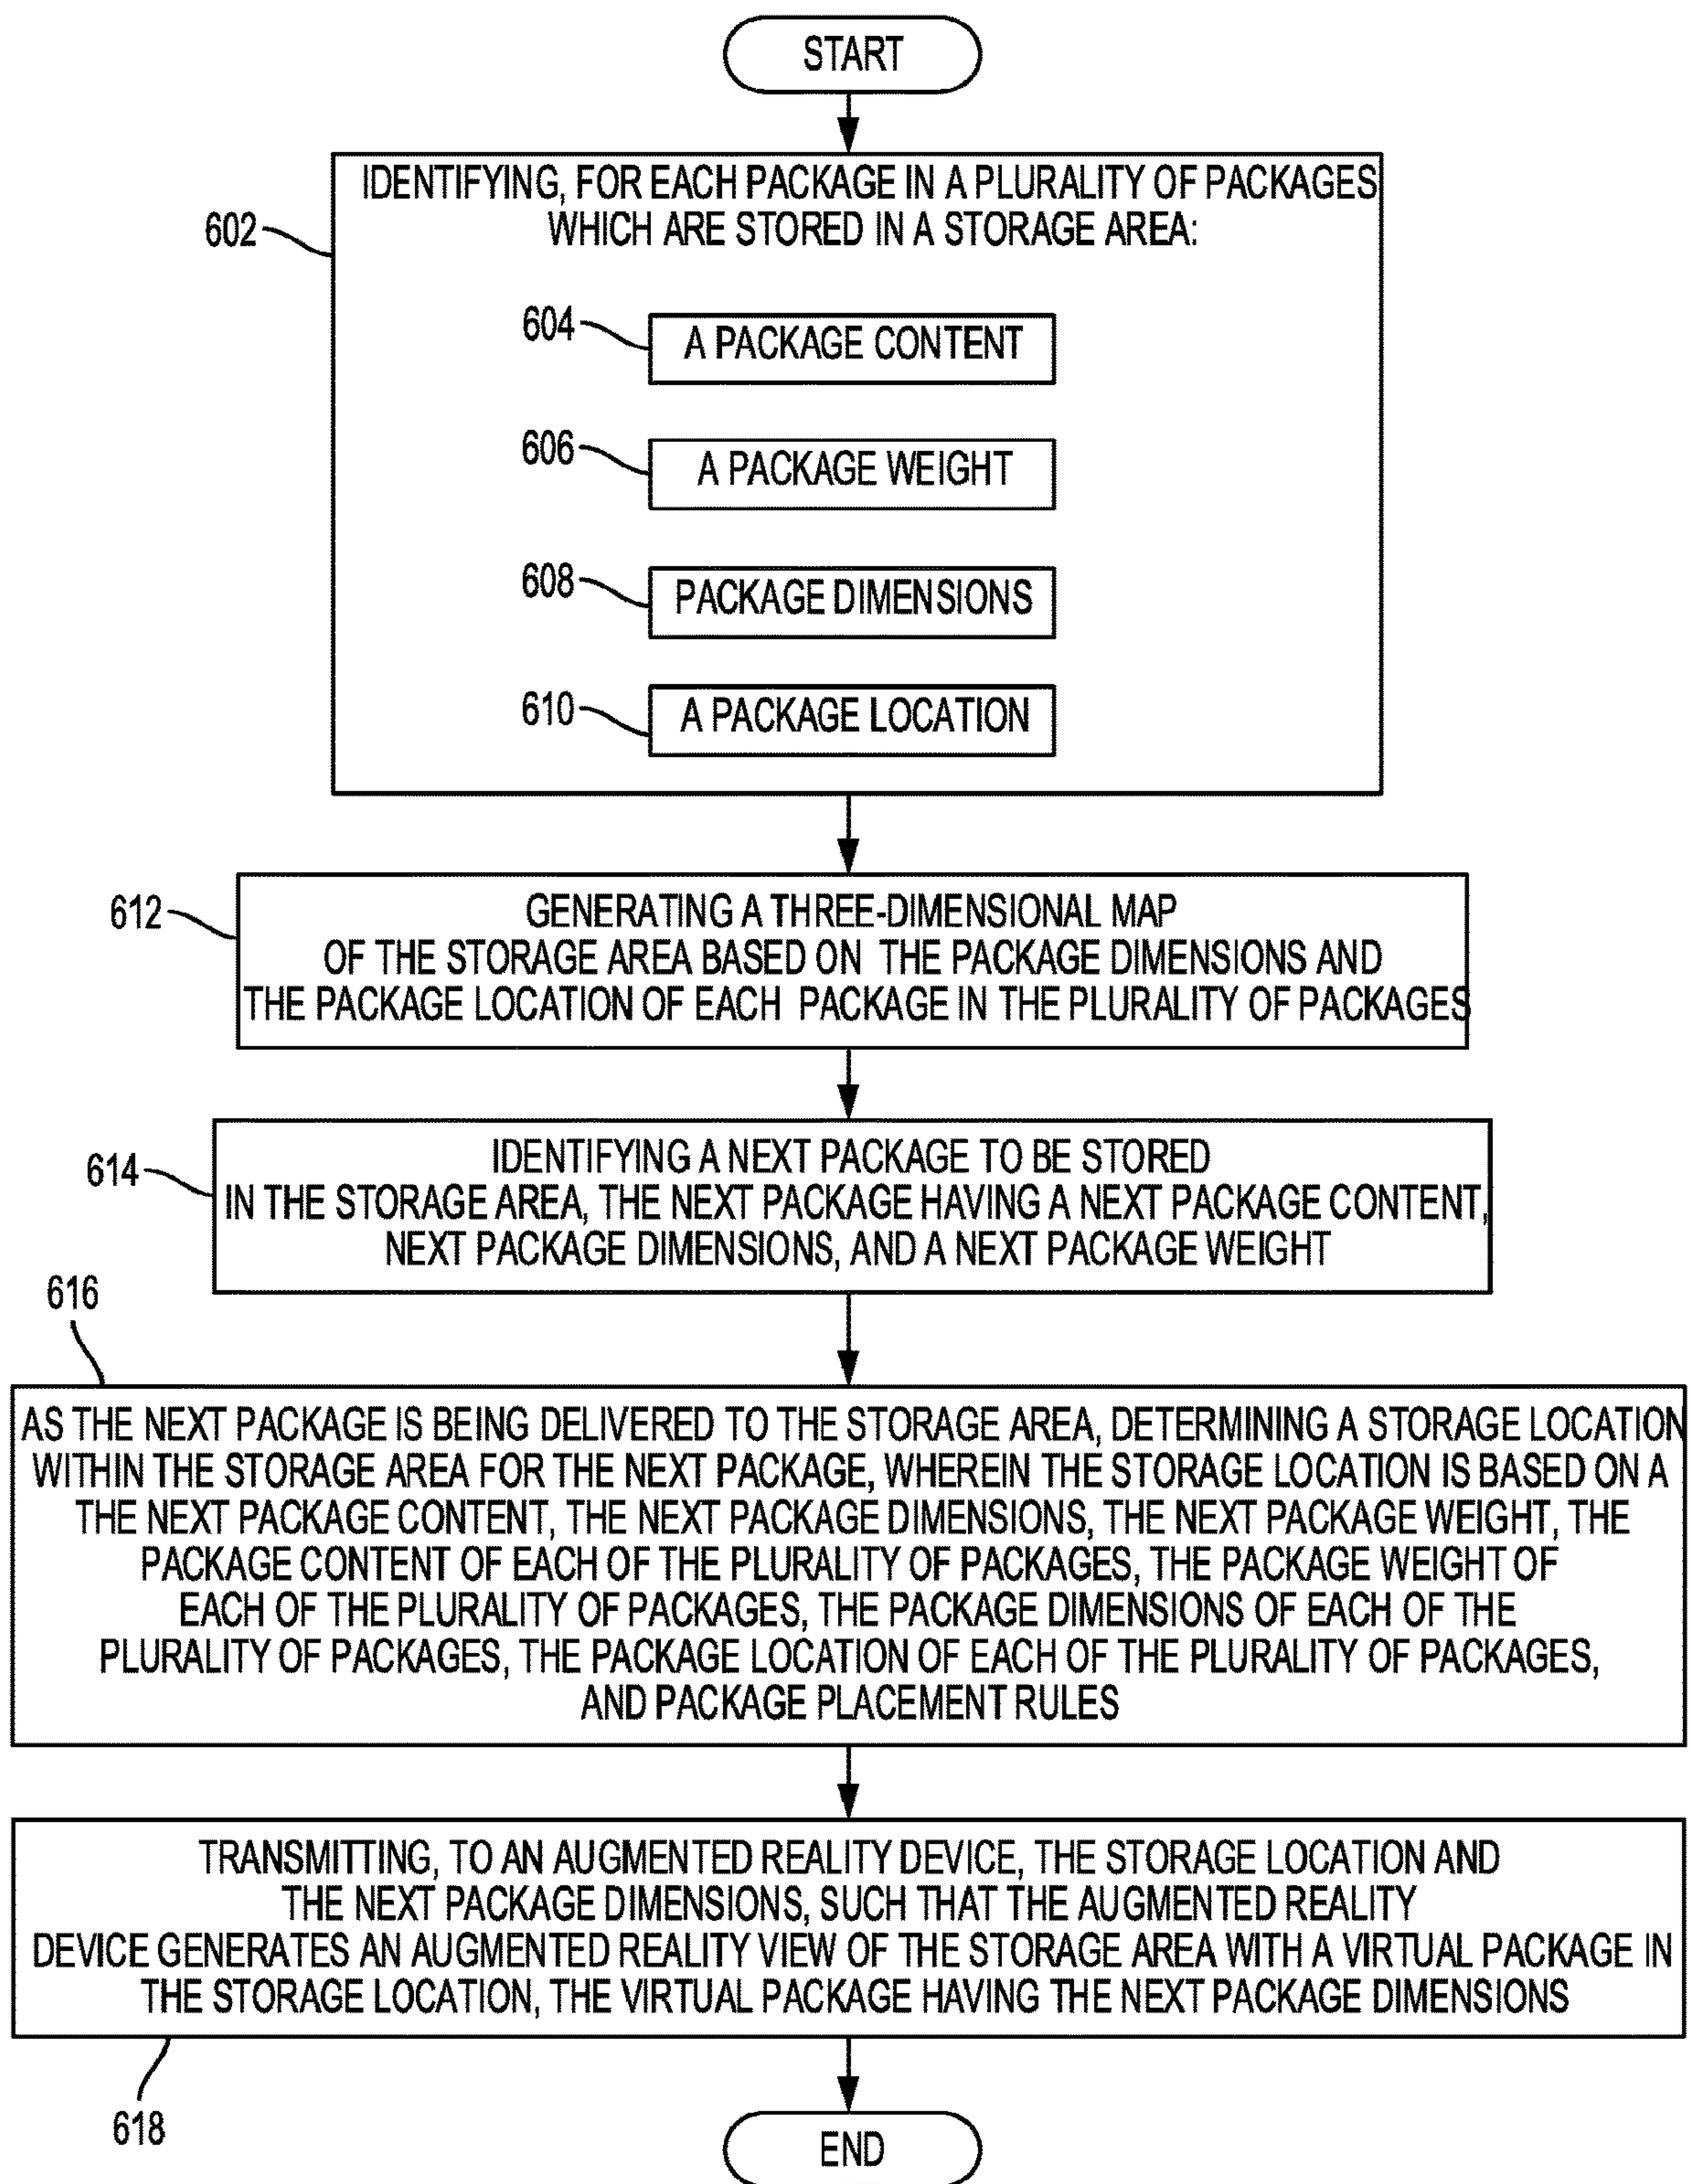 START
IDENTIFYING, FOR EACH PACKAGE IN A PLURALITY OF PACKAGES
WHICH ARE STORED IN A STORAGE AREA:
602
604
A PACKAGE CONTENT
606
A PACKAGE WEIGHT
608
PACKAGE DIMENSIONS
610
A PACKAGE LOCATION
612
GENERATING A THREE-DIMENSIONAL MAP
OF THE STORAGE AREA BASED ON THE PACKAGE DIMENSIONS AND
THE PACKAGE LOCATION OF EACH PACKAGE IN THE PLURALITY OF PACKAGES
614
IDENTIFYING A NEXT PACKAGE TO BE STORED
IN THE STORAGE AREA, THE NEXT PACKAGE HAVING A NEXT PACKAGE CONTENT,
NEXT PACKAGE DIMENSIONS, AND A NEXT PACKAGE WEIGHT
616
AS THE NEXT PACKAGE IS BEING DELIVERED TO THE STORAGE AREA, DETERMINING A STORAGE LOCATION
WITHIN THE STORAGE AREA FOR THE NEXT PACKAGE, WHEREIN THE STORAGE LOCATION IS BASED ON A
THE NEXT PACKAGE CONTENT, THE NEXT PACKAGE DIMENSIONS, THE NEXT PACKAGE WEIGHT, THE
PACKAGE CONTENT OF EACH OF THE PLURALITY OF PACKAGES, THE PACKAGE WEIGHT OF
EACH OF THE PLURALITY OF PACKAGES, THE PACKAGE DIMENSIONS OF EACH OF THE
PLURALITY OF PACKAGES, THE PACKAGE LOCATION OF EACH OF THE PLURALITY OF PACKAGES,
AND PACKAGE PLACEMENT RULES
TRANSMITTING, TO AN AUGMENTED REALITY DEVICE, THE STORAGE LOCATION AND
THE NEXT PACKAGE DIMENSIONS, SUCH THAT THE AUGMENTED REALITY
DEVICE GENERATES AN AUGMENTED REALITY VIEW OF THE STORAGE AREA WITH A VIRTUAL PACKAGE IN
THE STORAGE LOCATION, THE VIRTUAL PACKAGE HAVING THE NEXT PACKAGE DIMENSIONS
618
END